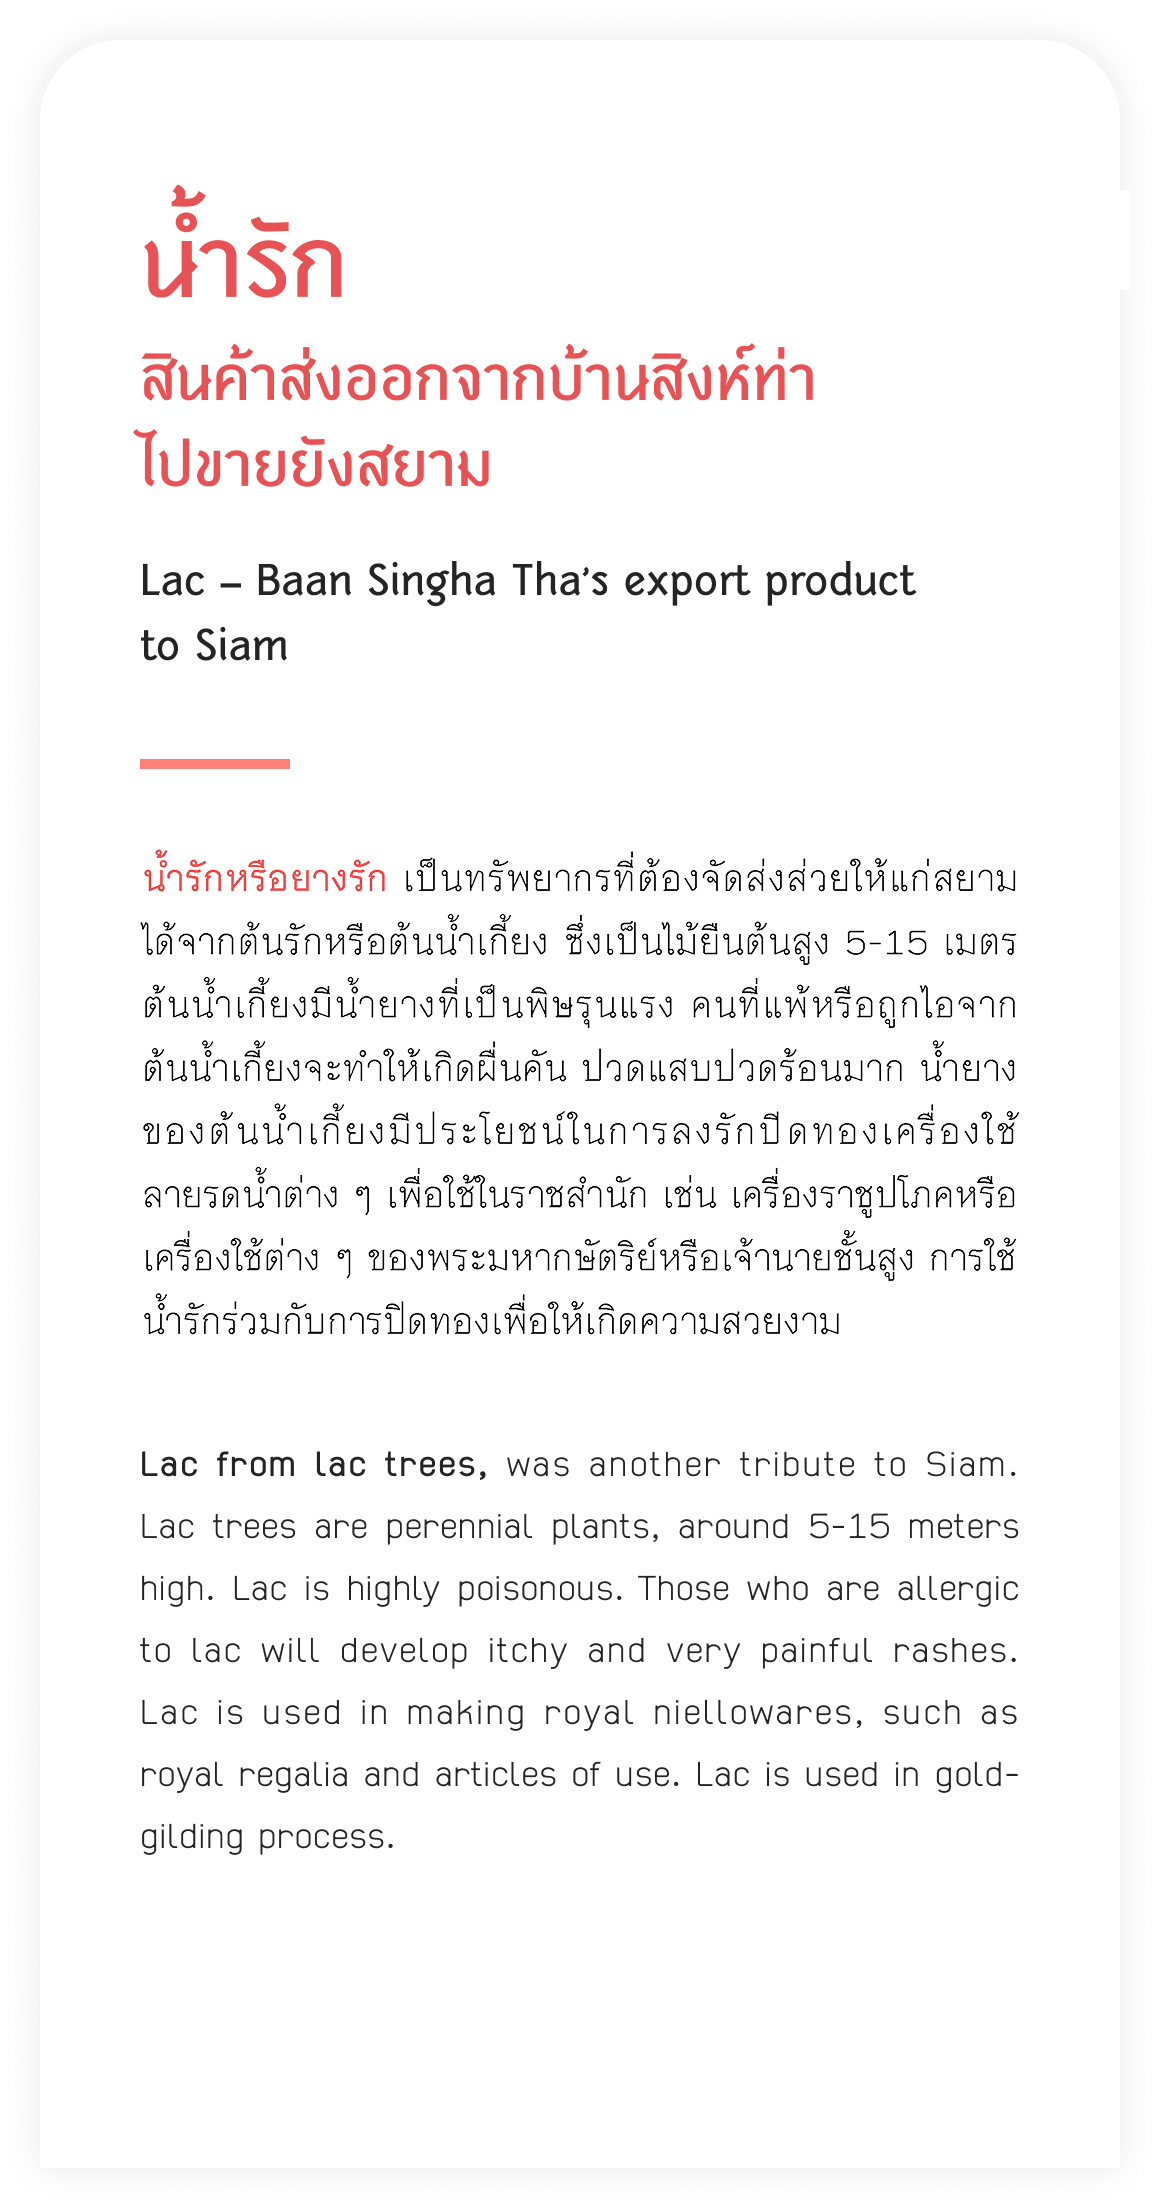 น้ำรัก
สินค้าส่งออกจากบ้านสิงห์ท่า
ไปขายยังสยาม
Lac – Baan Singha Tha’s export product
to Siam
น้ำรักหรือยางรัก เป็นทรัพยากรที่ต้องจัดส่งส่วยให้แก่สยาม
ได้จากต้นรักหรือต้นน้ำเกี้ยง ซึ่งเป็นไม้ยืนต้นสูง 5-15 เมตร
ต้นน้ำเกี้ยงมีน้ำยางที่เป็นพิษรุนแรง คนที่แพ้หรือถูกไอจาก
ต้นน้ำเกี้ยงจะทำให้เกิดผื่นคัน ปวดแสบปวดร้อนมาก น้ำยาง
ของต้นน้ำเกี้ยงมีประโยชน์ในการลงรักปิดทองเครื่องใช้
ลายรดน้ำต่าง ๆ เพื่อใช้ในราชสำนัก เช่น เครื่องราชูปโภคหรือ
เครื่องใช้ต่าง ๆ ของพระมหากษัตริย์หรือเจ้านายชั้นสูง การใช้
น้ำรักร่วมกับการปิดทองเพื่อให้เกิดความสวยงาม
Lac from lac trees, was another tribute to Siam.
Lac trees are perennial plants, around 5-15 meters
high. Lac is highly poisonous. Those who are allergic
to lac will develop itchy and very painful rashes.
Lac is used in making royal niellowares, such as
royal regalia and articles of use. Lac is used in gold-
gilding process.